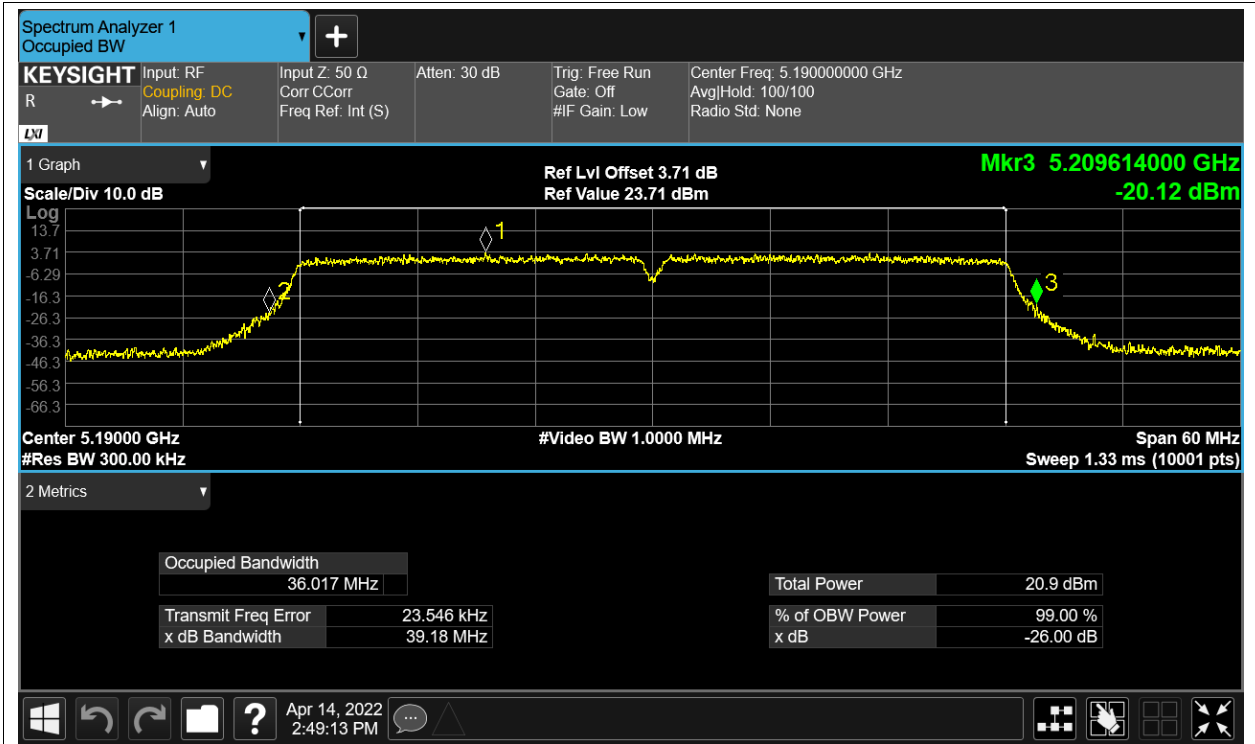 Spectrum Analyzer 1
Occupied BW
+
KEYSIGHT Input: RF Input Z: 50 Ω Atten: 30 dB Trig: Free Run Center Freq: 5.190000000 GHz
R Coupling: DC Corr CCorr Gate: Off Avg|Hold: 100/100
Align: Auto Freq Ref: Int (S) #IF Gain: Low Radio Std: None
LXI
1 Graph Ref Lvl Offset 3.71 dB Mkr3 5.209614000 GHz
Scale/Div 10.0 dB Ref Value 23.71 dBm -20.12 dBm
Log
13.7
1
3.71
-6.29
2
3
-16.3
-26.3
-36.3
-46.3
-56.3
-66.3
Center 5.19000 GHz #Video BW 1.0000 MHz Span 60 MHz
#Res BW 300.00 kHz Sweep 1.33 ms (10001 pts)
2 Metrics
Occupied Bandwidth
36.017 MHz Total Power 20.9 dBm
Transmit Freq Error 23.546 kHz % of OBW Power 99.00 %
x dB Bandwidth 39.18 MHz x dB -26.00 dB
? Apr 14, 2022
2:49:13 PM